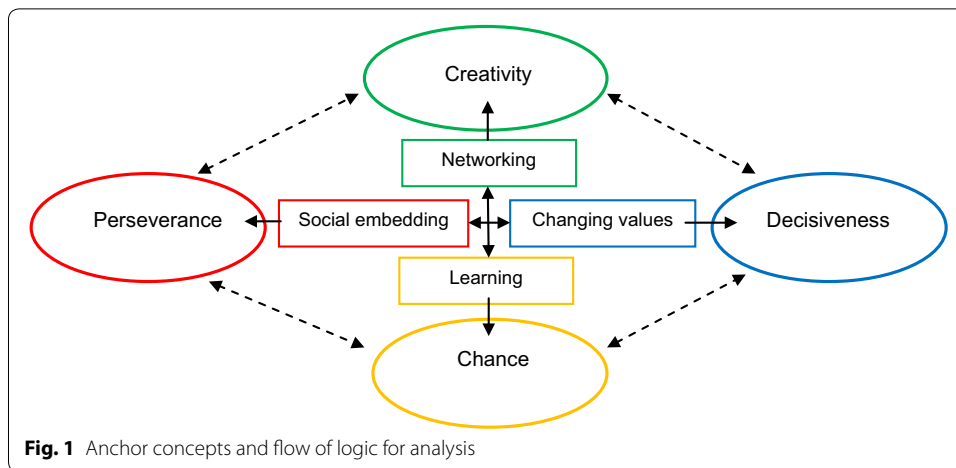 Creativity
Networking
Perseverance
Social embedding
Changing values
Decisiveness
Learning
Chance
Fig. 1 Anchor concepts and flow of logic for analysis